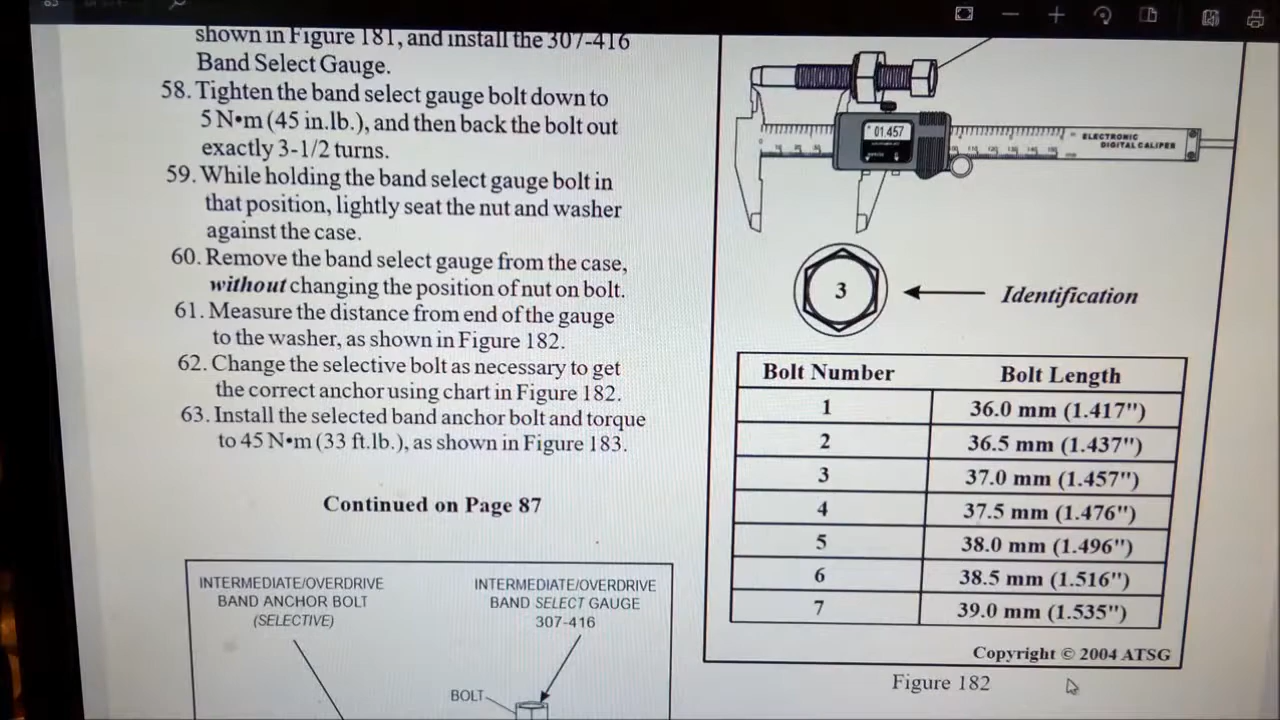 shown in Figure 181, and install the 307-416
Band Select Gauge.
58. Tighten the band select gauge bolt down to
5 N•m (45 in.lb.), and then back the bolt out
exactly 3-1/2 turns.
59. While holding the band select gauge bolt in
that position, lightly seat the nut and washer
against the case.
60. Remove the band select gauge from the case,
without changing the position of nut on bolt.
61. Measure the distance from end of the gauge
to the washer, as shown in Figure 182.
62. Change the selective bolt as necessary to get
the correct anchor using chart in Figure 182.
63. Install the selected band anchor bolt and torque
to 45 N•m (33 ft.lb.), as shown in Figure 183.
Continued on Page 87
INTERMEDIATE/OVERDRIVE
BAND ANCHOR BOLT
(SELECTIVE)
INTERMEDIATE/OVERDRIVE
BAND SELECT GAUGE
307-416
BOLT
01.457
ELECTRONIC
DIGITAL CALIPER
3
Identification
Bolt Number Bolt Length
1 36.0 mm (1.417")
2 36.5 mm (1.437")
3 37.0 mm (1.457")
4 37.5 mm (1.476")
5 38.0 mm (1.496")
6 38.5 mm (1.516")
7 39.0 mm (1.535")
Copyright © 2004 ATSG
Figure 182